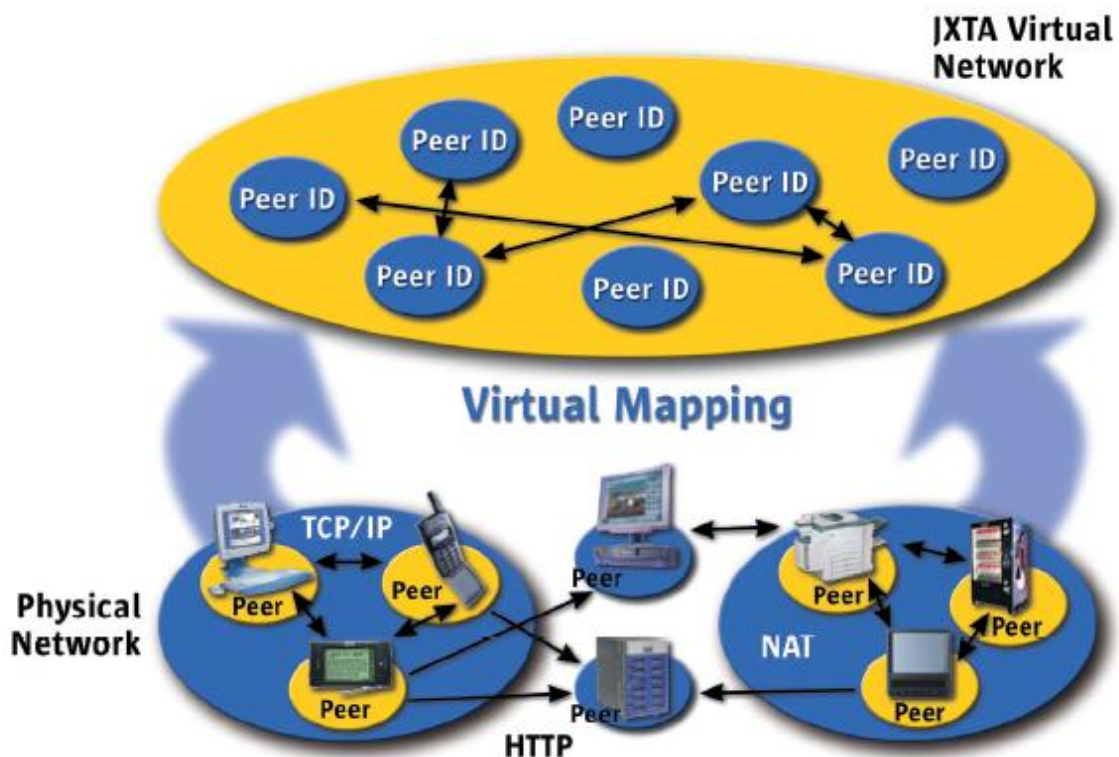 JXTA Virtual
Network
Peer ID
Peer ID
Peer ID
Peer ID
Peer ID
Peer ID
Peer ID
Peer ID
Virtual Mapping
TCP/IP
Physical
Network
Peer
Peer
Peer
Peer
Peer
HTTP
NAT
Peer
Peer
Peer